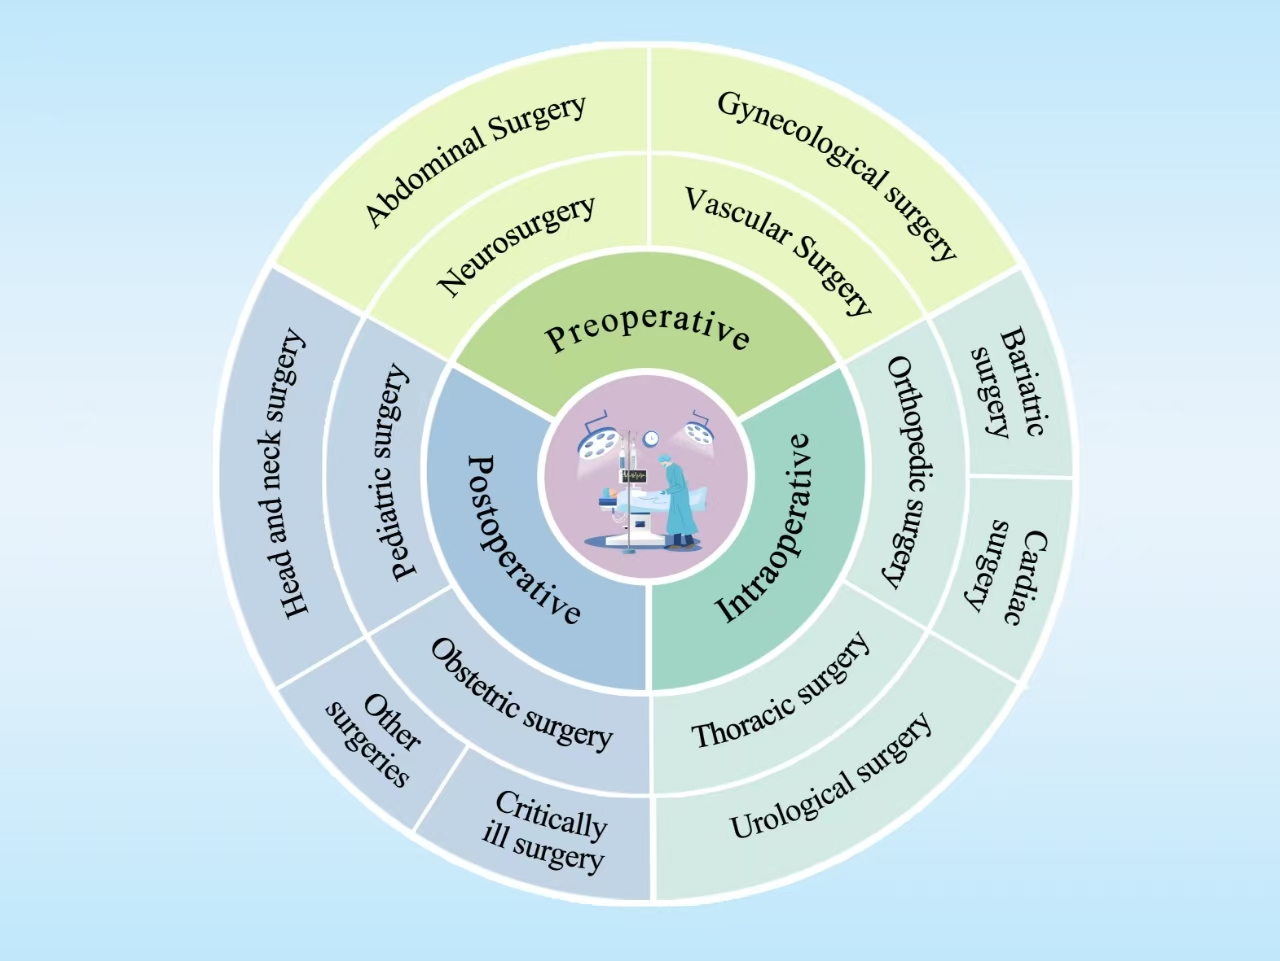 Abdominal Surgery
Gynecological surgery
Neurosurgery
Vascular Surgery
Preoperative
Bariatric
surgery
Orthopedic surgery
Cardiac
surgery
Intraoperative
Thoracic surgery
Urological surgery
Head and neck surgery
Pediatric surgery
Postoperative
Obstetric surgery
Other
surgeries
Critically
ill surgery